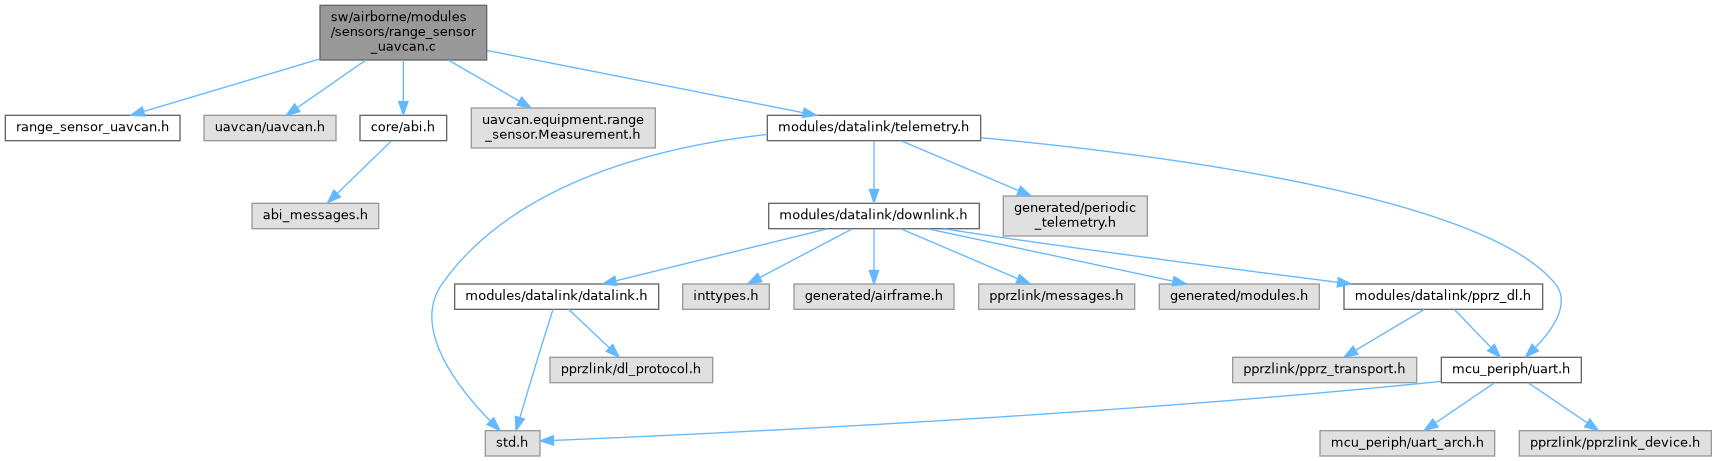 sw/airborne/modules
/sensors/range_sensor
_uavcan.c
range_sensor_uavcan.h
uavcan/uavcan.h
core/abi.h
uavcan.equipment.range
_sensor.Measurement.h
modules/datalink/telemetry.h
abi_messages.h
modules/datalink/downlink.h
generated/periodic
_telemetry.h
modules/datalink/datalink.h
inttypes.h
generated/airframe.h
pprzlink/messages.h
generated/modules.h
modules/datalink/pprz_dl.h
pprzlink/dl_protocol.h
pprzlink/pprz_transport.h
mcu_periph/uart.h
std.h
mcu_periph/uart_arch.h
pprzlink/pprzlink_device.h